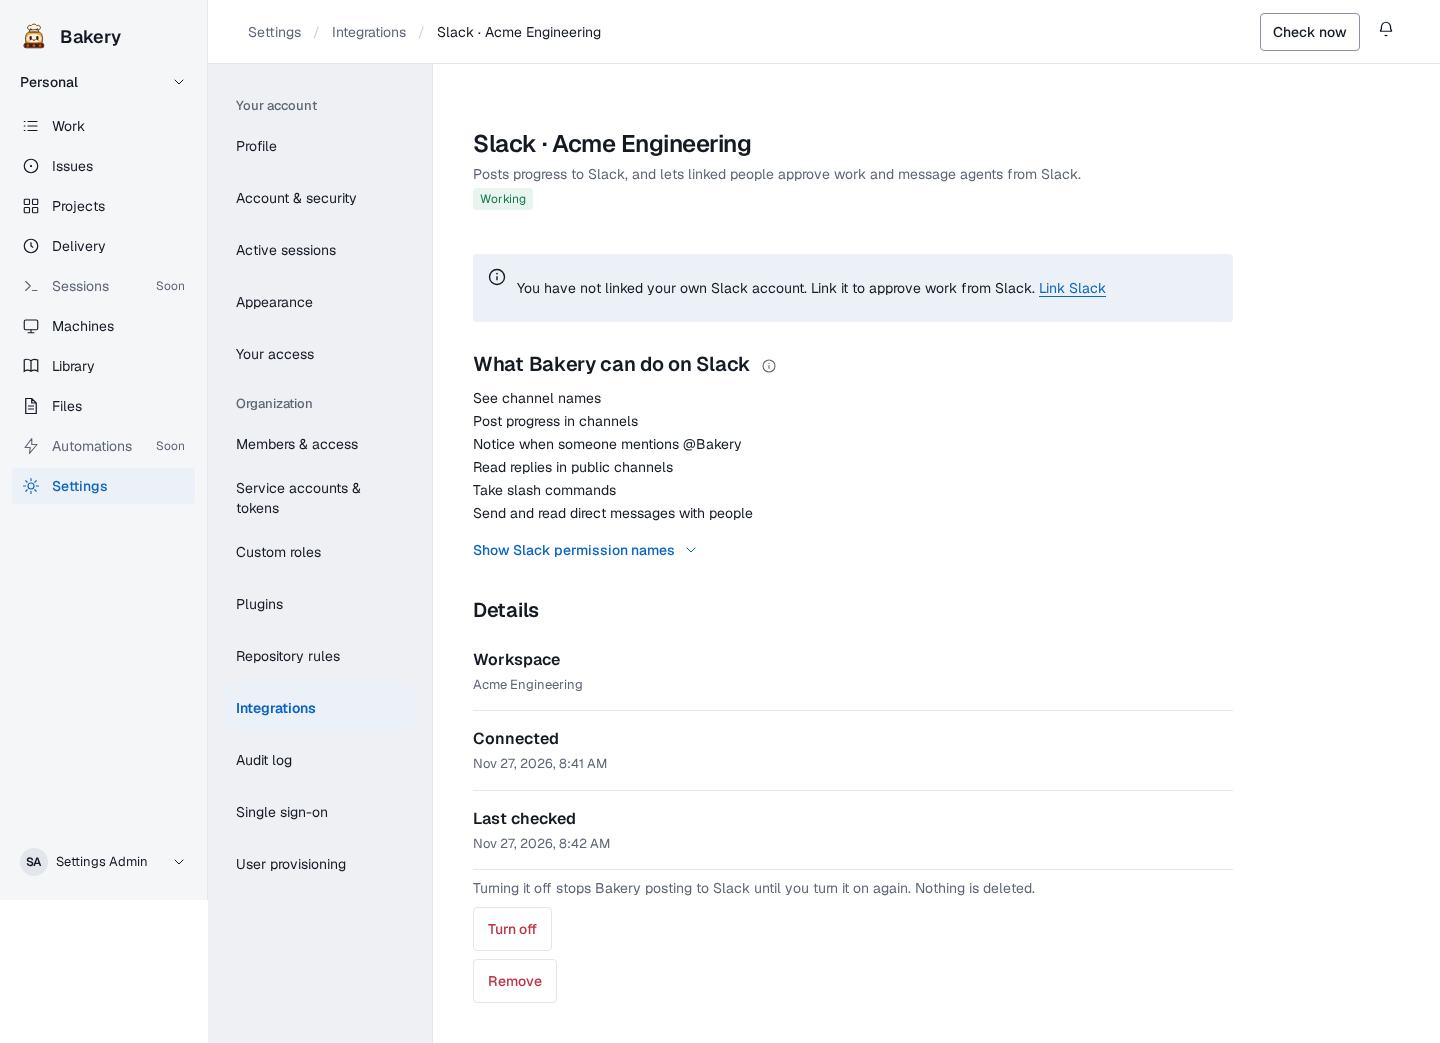 Bakery
Personal
Work
Issues
Projects
Delivery
Sessions Soon
Machines
Library
Files
Automations Soon
Settings
SA Settings Admin
Settings / Integrations / Slack · Acme Engineering
Check now
Your account
Profile
Account & security
Active sessions
Appearance
Your access
Organization
Members & access
Service accounts &
tokens
Custom roles
Plugins
Repository rules
Integrations
Audit log
Single sign-on
User provisioning
Slack · Acme Engineering
Posts progress to Slack, and lets linked people approve work and message agents from Slack.
Working
You have not linked your own Slack account. Link it to approve work from Slack. Link Slack
What Bakery can do on Slack
See channel names
Post progress in channels
Notice when someone mentions @Bakery
Read replies in public channels
Take slash commands
Send and read direct messages with people
Show Slack permission names
Details
Workspace
Acme Engineering
Connected
Nov 27, 2026, 8:41 AM
Last checked
Nov 27, 2026, 8:42 AM
Turning it off stops Bakery posting to Slack until you turn it on again. Nothing is deleted.
Turn off
Remove